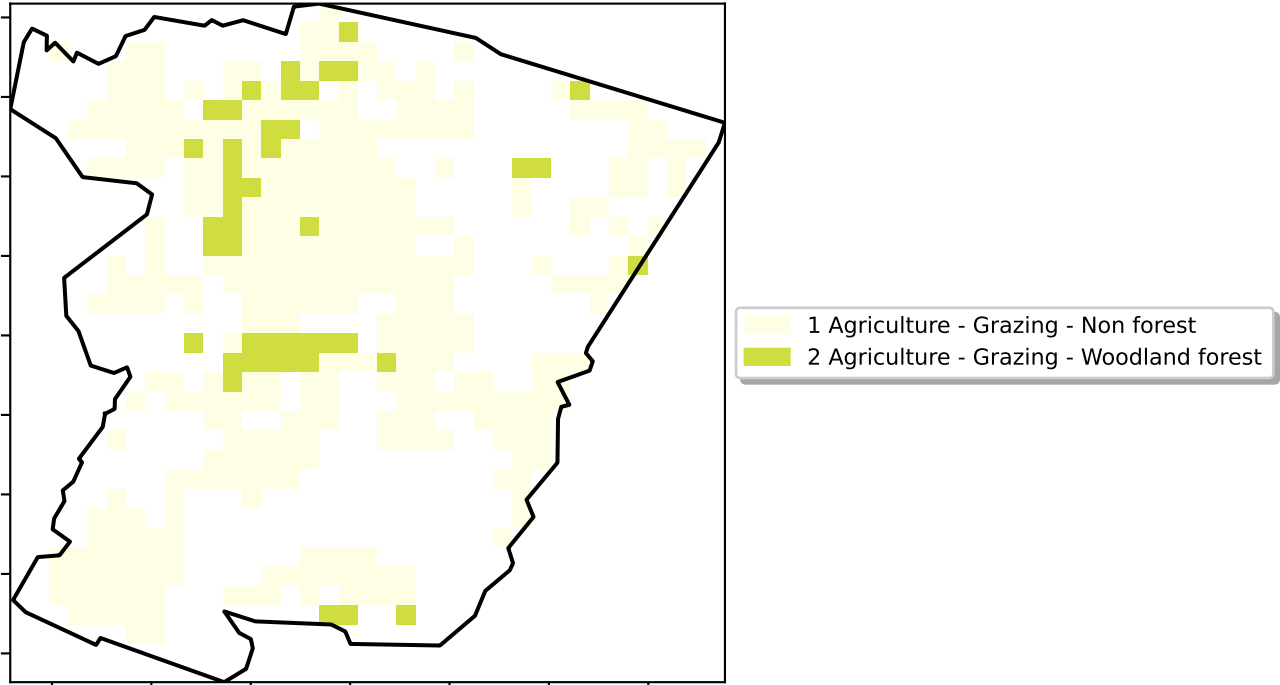 1 Agriculture - Grazing - Non forest
2 Agriculture - Grazing - Woodland forest